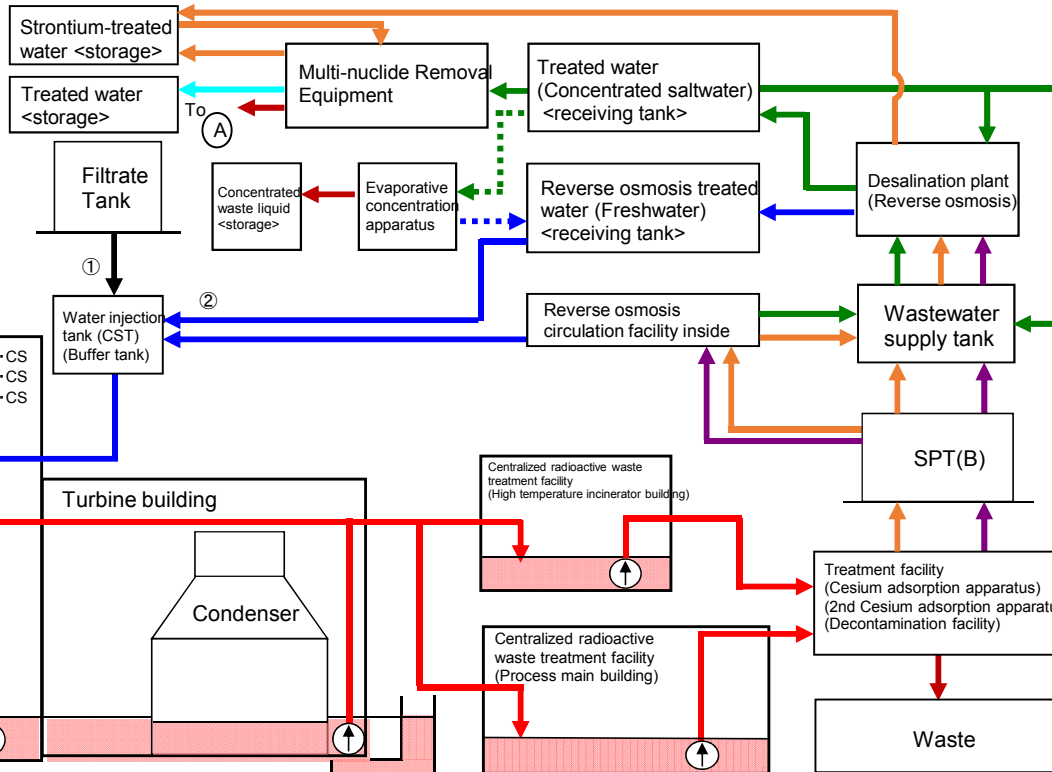 Strontium-treated
water <storage>
Multi-nuclide Removal
Equipment
Treated water
(Concentrated saltwater)
<receiving tank>
Treated water
<storage>
To
A
Filtrate
Tank
Concentrated
waste liquid
<storage>
Evaporative
concentration
apparatus
Reverse osmosis treated
water (Freshwater)
<receiving tank>
Desalination plant
(Reverse osmosis)
①
②
Water injection
tank (CST)
(Buffer tank)
Reverse osmosis
circulation facility inside
Wastewater
supply tank
・CS
・CS
・CS
SPT(B)
Centralized radioactive waste
treatment facility
(High temperature incinerator building)
Turbine building
Condenser
Treatment facility
(Cesium adsorption apparatus)
(2nd Cesium adsorption apparatu
(Decontamination facility)
Centralized radioactive
waste treatment facility
(Process main building)
Waste